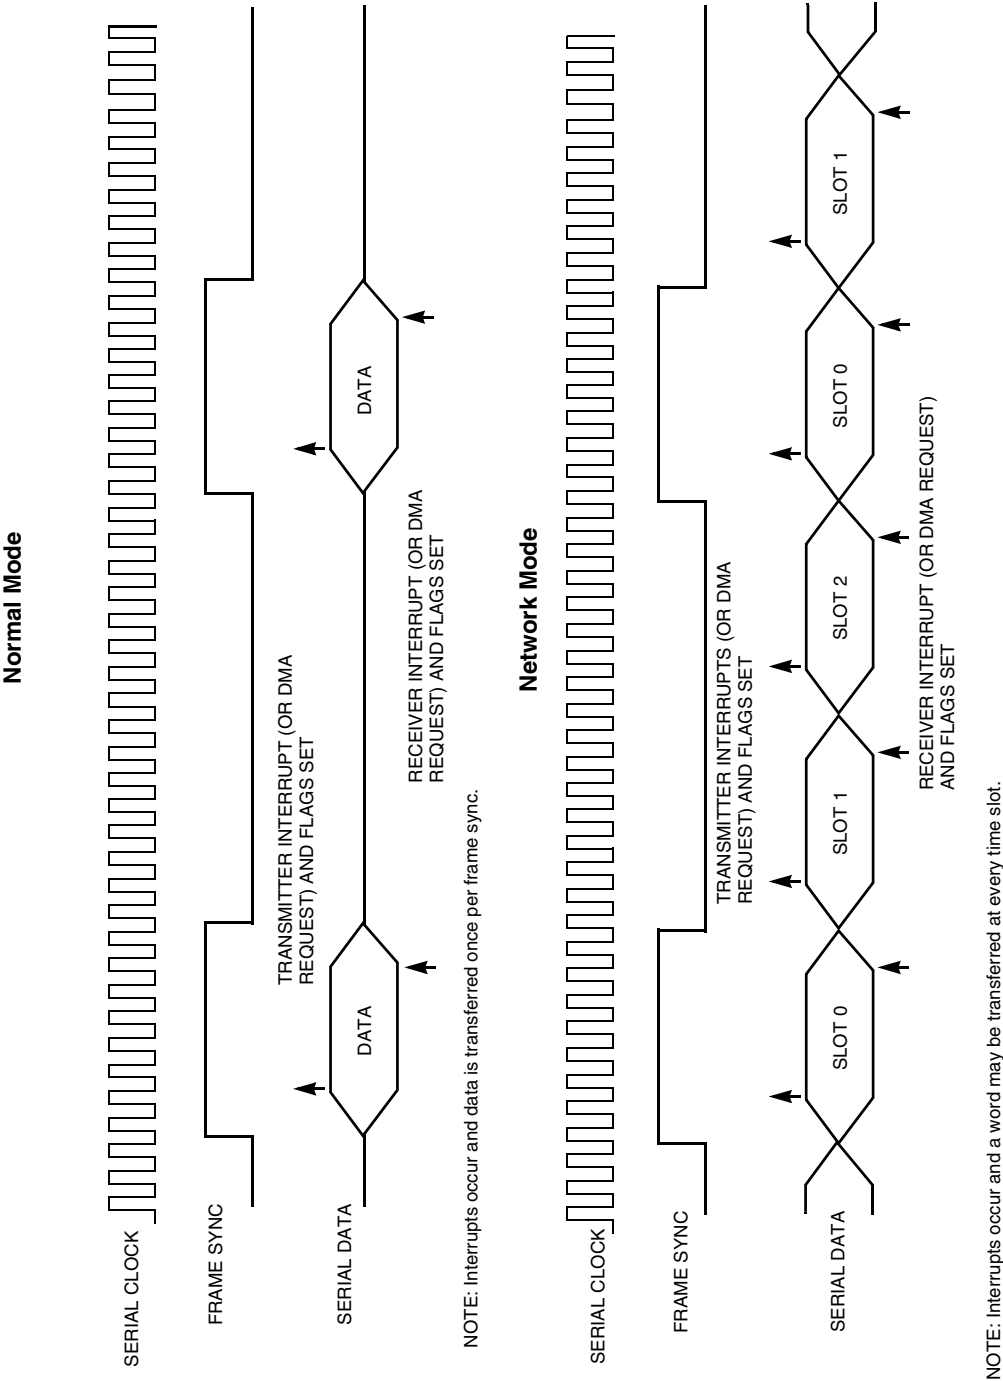 Normal Mode
SERIAL CLOCK
FRAME SYNC
TRANSMITTER INTERRUPT (OR DMA
REQUEST) AND FLAGS SET
SERIAL DATA
DATA
DATA
RECEIVER INTERRUPT (OR DMA
REQUEST) AND FLAGS SET
NOTE: Interrupts occur and data is transferred once per frame sync.
Network Mode
SERIAL CLOCK
FRAME SYNC
TRANSMITTER INTERRUPTS (OR DMA
REQUEST) AND FLAGS SET
SERIAL DATA
SLOT 0
SLOT 1
SLOT 2
SLOT 0
SLOT 1
RECEIVER INTERRUPT (OR DMA REQUEST)
AND FLAGS SET
NOTE: Interrupts occur and a word may be transferred at every time slot.